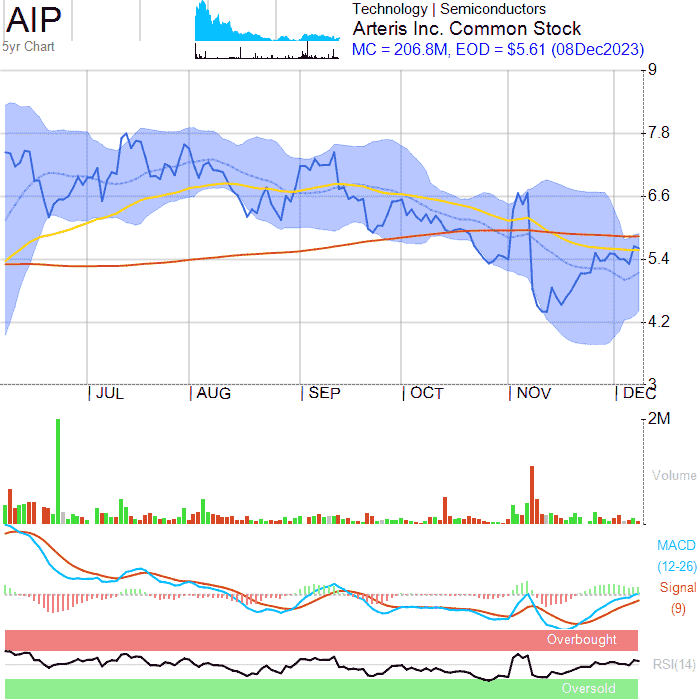 AIP
5yr Chart
Technology | Semiconductors
Arteris Inc. Common Stock
MC = 206.8M, EOD = $5.61 (08Dec2023)
9
7.8
6.6
5.4
4.2
3
JUL AUG SEP OCT NOV DEC
2M
Volume
MACD
(12-26)
Signal
(9)
Overbought
RSI(14)
Oversold